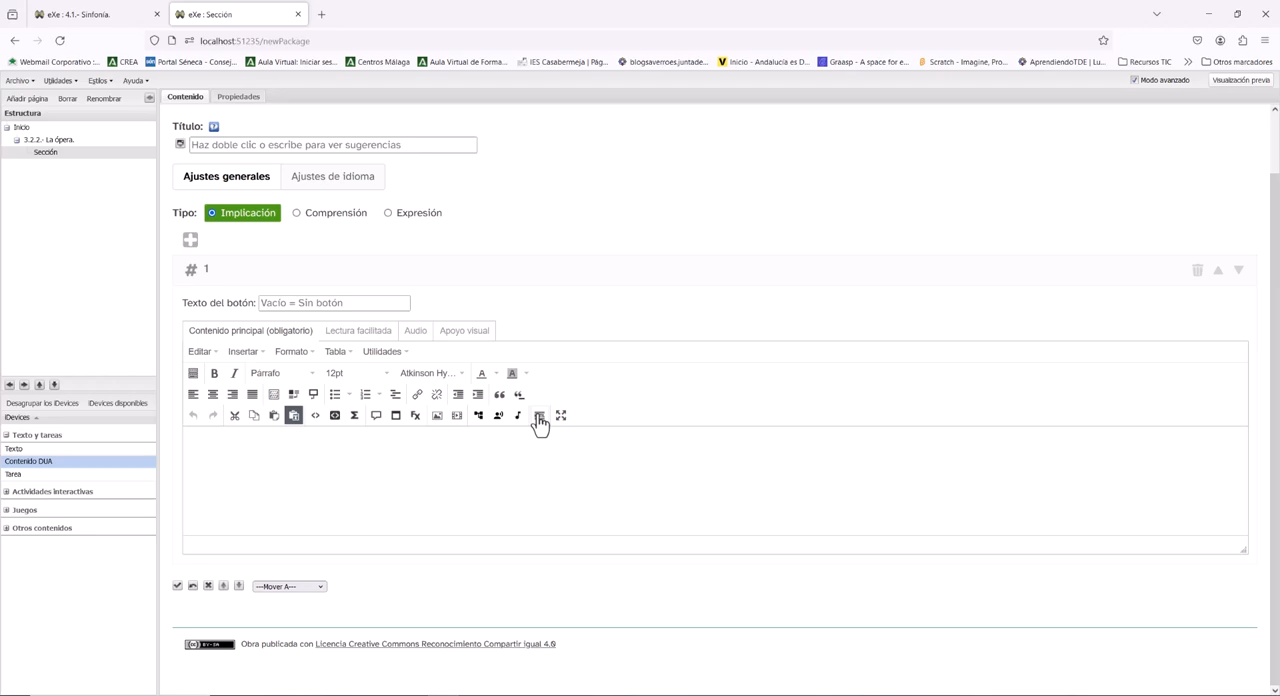 eXe : 4.1.- Sinfonía.
eXe : Sección
localhost:51235/newPackage
Webmail Corporativo :...
CREA
Portal Séneca - Consej...
Aula Virtual: Iniciar ses...
Centros Málaga
Aula Virtual de Forma...
IES Casabermeja | Pág...
blogsaverroes.juntade...
Inicio - Andalucía es D...
Graasp - A space for e...
Scratch - Imagine, Pro...
AprendiendoTDE | Lu...
Recursos TIC
Otros marcadores
Archivo
Utilidades
Estilos
Ayuda
Modo avanzado
Visualización previa
Añadir página
Borrar
Renombrar
Contenido
Propiedades
Estructura
Inicio
3.2.2.- La ópera.
Sección
Título:
Haz doble clic o escribe para ver sugerencias
Ajustes generales
Ajustes de idioma
Tipo:
Implicación
Comprensión
Expresión
# 1
Texto del botón: Vacío = Sin botón
Contenido principal (obligatorio)
Lectura facilitada
Audio
Apoyo visual
Editar
Insertar
Formato
Tabla
Utilidades
Párrafo
12pt
Atkinson Hy...
Desagrupar los iDevices
iDevices disponibles
iDevices
Texto y tareas
Texto
Contenido DUA
Tarea
Actividades interactivas
Juegos
Otros contenidos
---Mover A---
Obra publicada con Licencia Creative Commons Reconocimiento Compartir igual 4.0